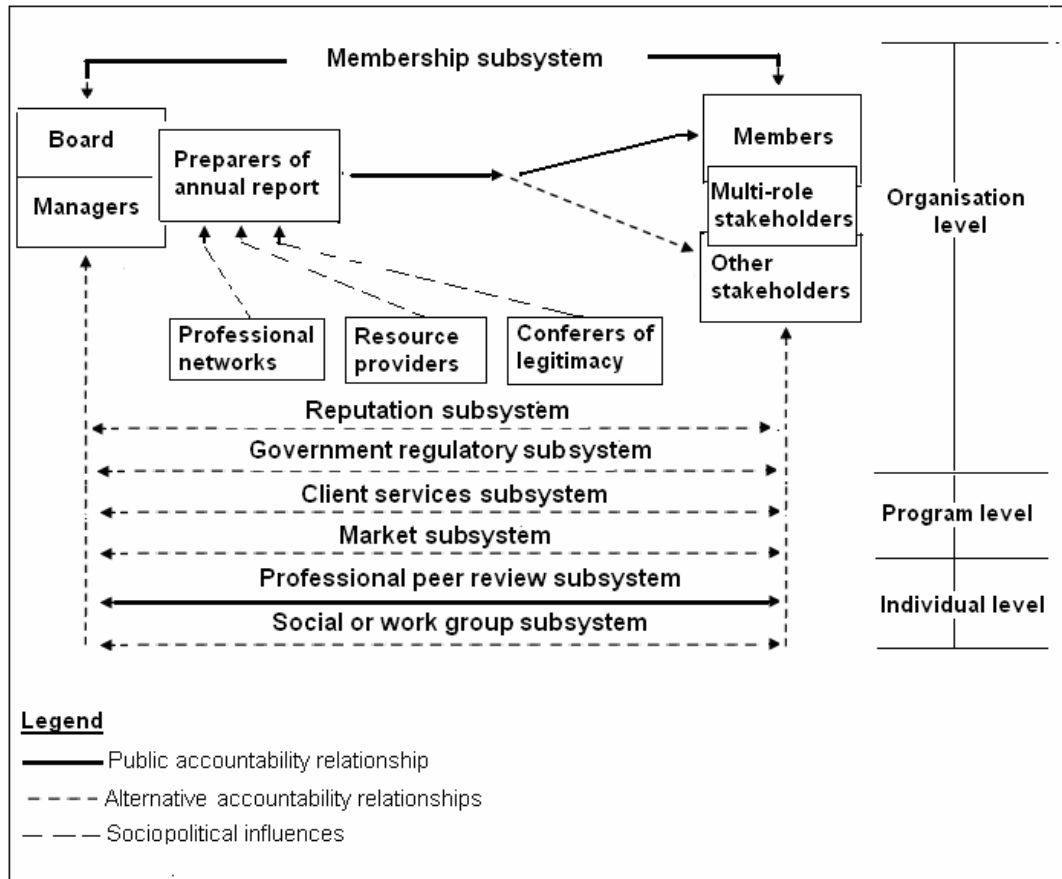 Membership subsystem
Board
Managers
Preparers of
annual report
Members
Multi-role
stakeholders
Other
stakeholders
Organisation
level
Professional
networks
Resource
providers
Conferers of
legitimacy
Reputation subsystem
Government regulatory subsystem
Client services subsystem
Market subsystem
Program level
Professional peer review subsystem
Individual level
Social or work group subsystem
Legend
Public accountability relationship
Alternative accountability relationships
Sociopolitical influences